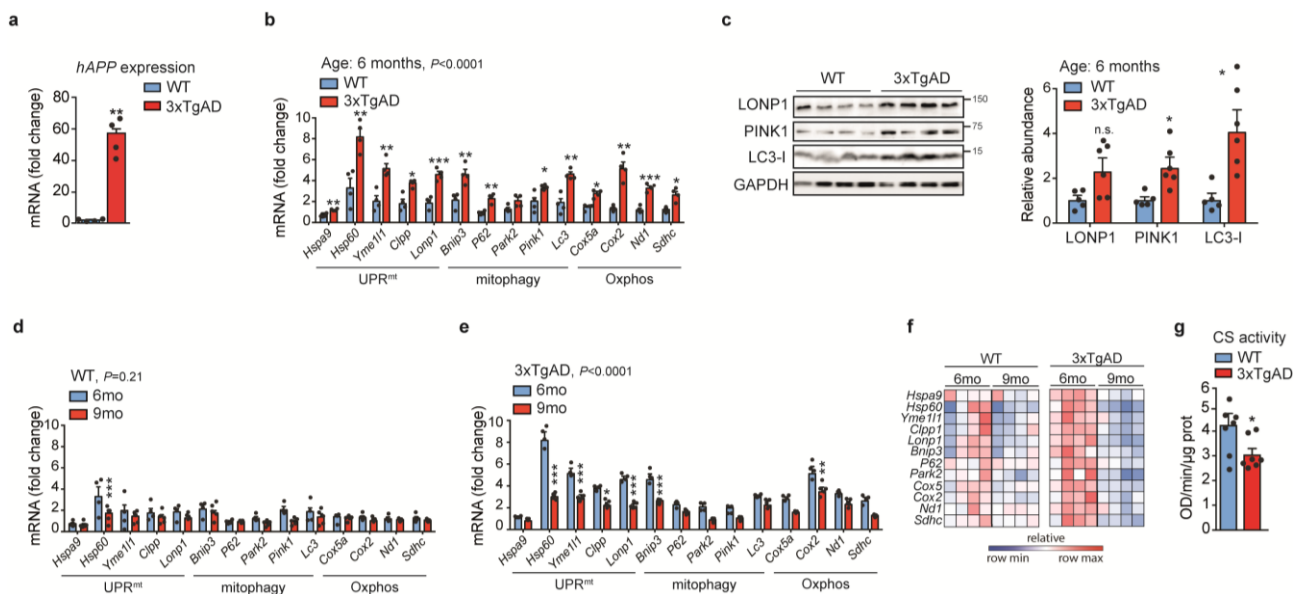 a
hAPP expression
WT
3xTgAD
mRNA (fold change)
80
60
40
20
0
**
b
Age: 6 months, P<0.0001
WT
3xTgAD
mRNA (fold change)
10
8
6
4
2
0
** ** ** * *** ** ** * ** * ** *** *
Hspa9 Hsp60 Yme1l1 Clpp Lonp1 Bnip3 P62 Park2 Pink1 Lc3 Cox5a Cox2 Nd1 Sdhc
UPRmt mitophagy Oxphos
c
WT 3xTgAD
LONP1 150
PINK1 75
LC3-I 15
GAPDH
Age: 6 months
WT
3xTgAD
Relative abundance
8
6
4
2
0
n.s. * *
LONP1 PINK1 LC3-I
d
WT, P=0.21
6mo
9mo
mRNA (fold change)
10
8
6
4
2
0
***
Hspa9 Hsp60 Yme1l1 Clpp Lonp1 Bnip3 P62 Park2 Pink1 Lc3 Cox5a Cox2 Nd1 Sdhc
UPRmt mitophagy Oxphos
e
3xTgAD, P<0.0001
6mo
9mo
mRNA (fold change)
10
8
6
4
2
0
*** *** * *** *** **
Hspa9 Hsp60 Yme1l1 Clpp Lonp1 Bnip3 P62 Park2 Pink1 Lc3 Cox5a Cox2 Nd1 Sdhc
UPRmt mitophagy Oxphos
f
WT 3xTgAD
6mo 9mo 6mo 9mo
Hspa9
Hsp60
Yme1l1
Clpp1
Lonp1
Bnip3
P62
Park2
Cox5
Cox2
Nd1
Sdhc
relative
row min row max
g
CS activity
WT
3xTgAD
OD/min/µg prot
6
5
4
3
2
1
0
*